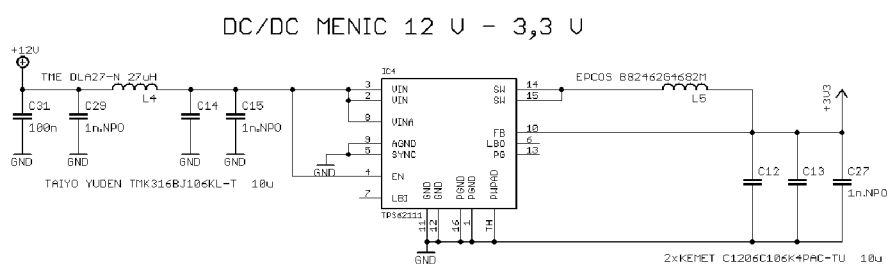 DC/DC MENIC 12 V - 3,3 V
+12V
TME DLA27-N 27uH
L4
C31
100n
C29
1n,NPO
C14
C15
1n,NPO
GND
GND
GND
GND
TAIYO YUDEN TMK316BJ106KL-T 10u
IC4
3 VIN
2 VIN
8 VINA
9 AGND
5 SYNC
GND
4 EN
7 LBI
TPS62111
SW 14
SW 15
FB 10
LBO 6
PG 13
GND 11
GND 12
PGND 16
PGND 1
PWPAD TH
GND
EPCOS B82462G4682M
L5
+3V3
C12
C13
C27
1n,NPO
2xKEMET C1206C106K4PAC-TU 10u